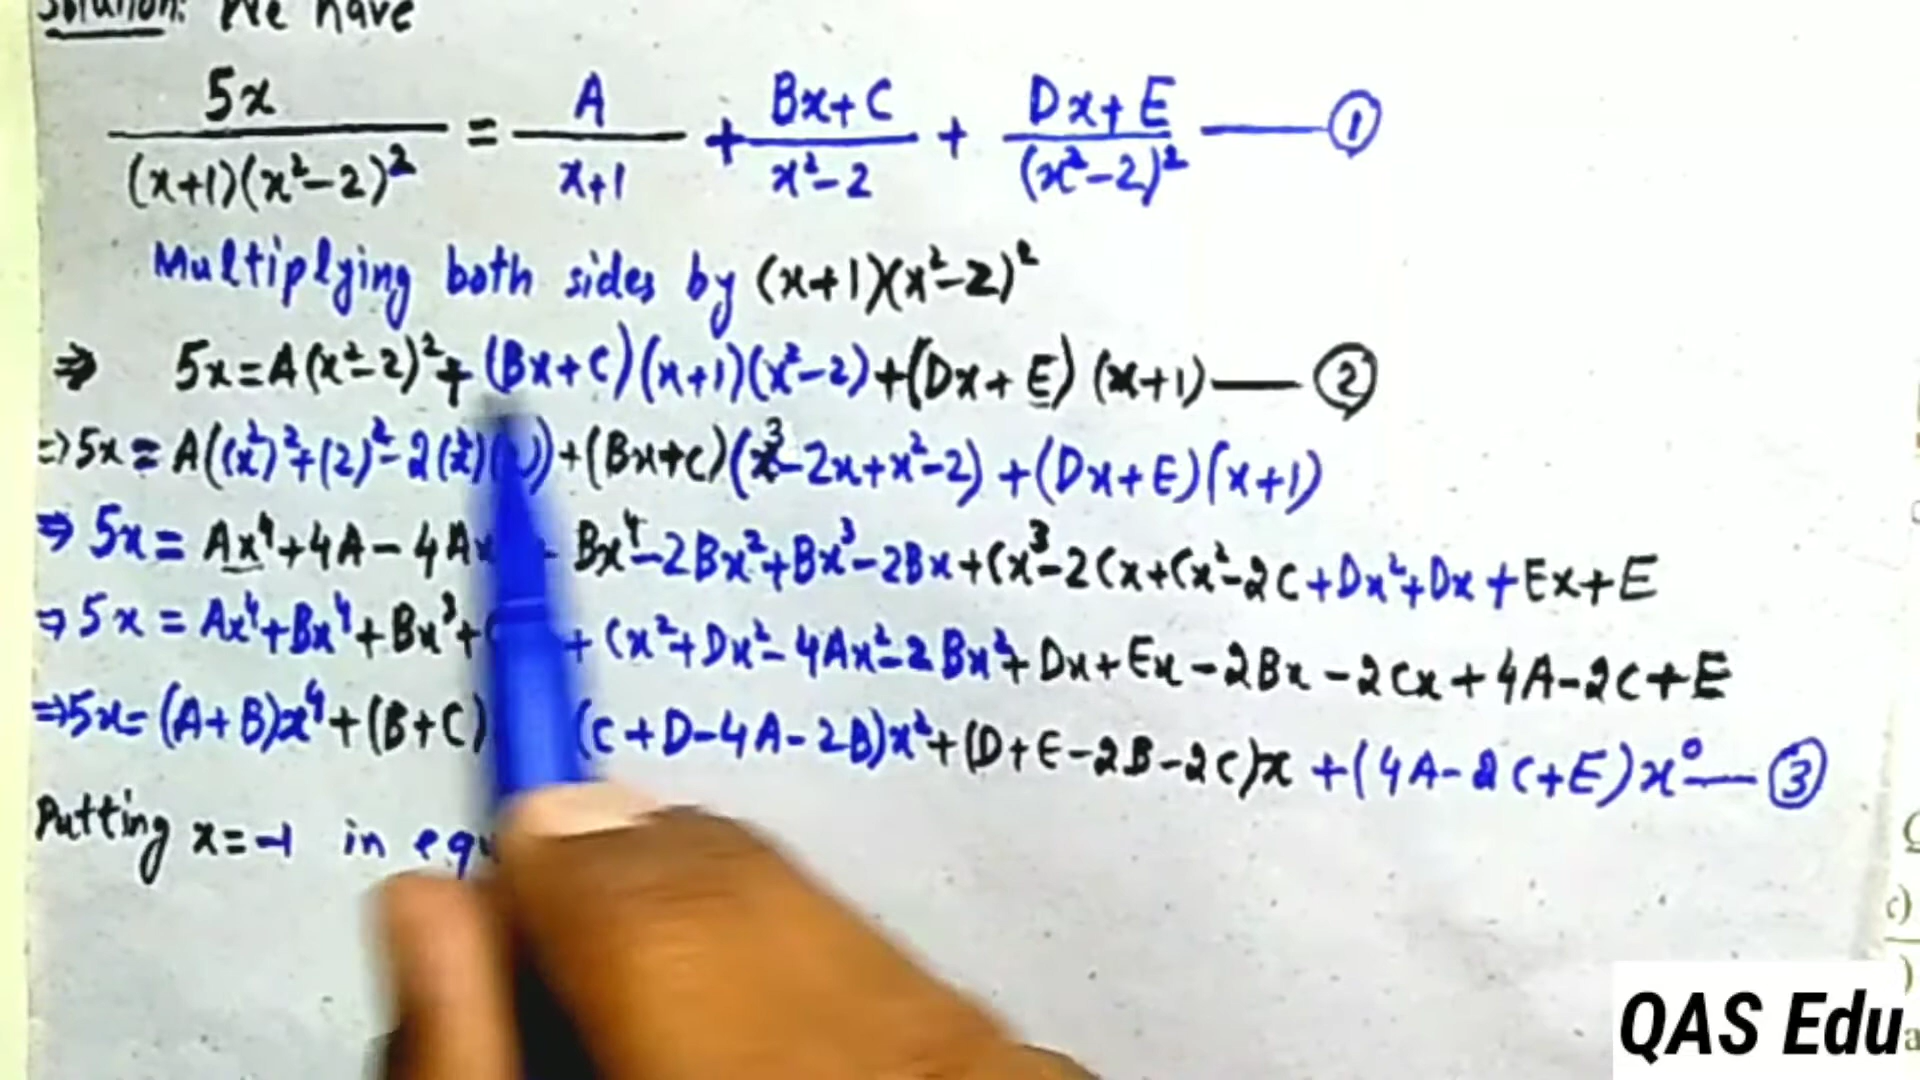 Solution: We have
5x/((x+1)(x²-2)²) = A/(x+1) + (Bx+C)/(x²-2) + (Dx+E)/(x²-2)² —— ①
Multiplying both sides by (x+1)(x²-2)²
⇒ 5x=A(x²-2)²+(Bx+C)(x+1)(x²-2)+(Dx+E)(x+1) —— ②
⇒5x=A((x²)²+(2)²-2(x²)( ))+(Bx+C)(x³-2x+x²-2)+(Dx+E)(x+1)
⇒ 5x=Ax⁴+4A-4Ax Bx⁴-2Bx²+Bx³-2Bx+Cx³-2Cx+Cx²-2C+Dx²+Dx+Ex+E
⇒5x=Ax⁴+Bx⁴+Bx³+ +Cx²+Dx²-4Ax²-2Bx²+Dx+Ex-2Bx-2Cx+4A-2C+E
⇒5x=(A+B)x⁴+(B+C) (C+D-4A-2B)x²+(D+E-2B-2C)x+(4A-2C+E)x⁰ — ③
Putting x=-1 in
QAS Edu
c)
)